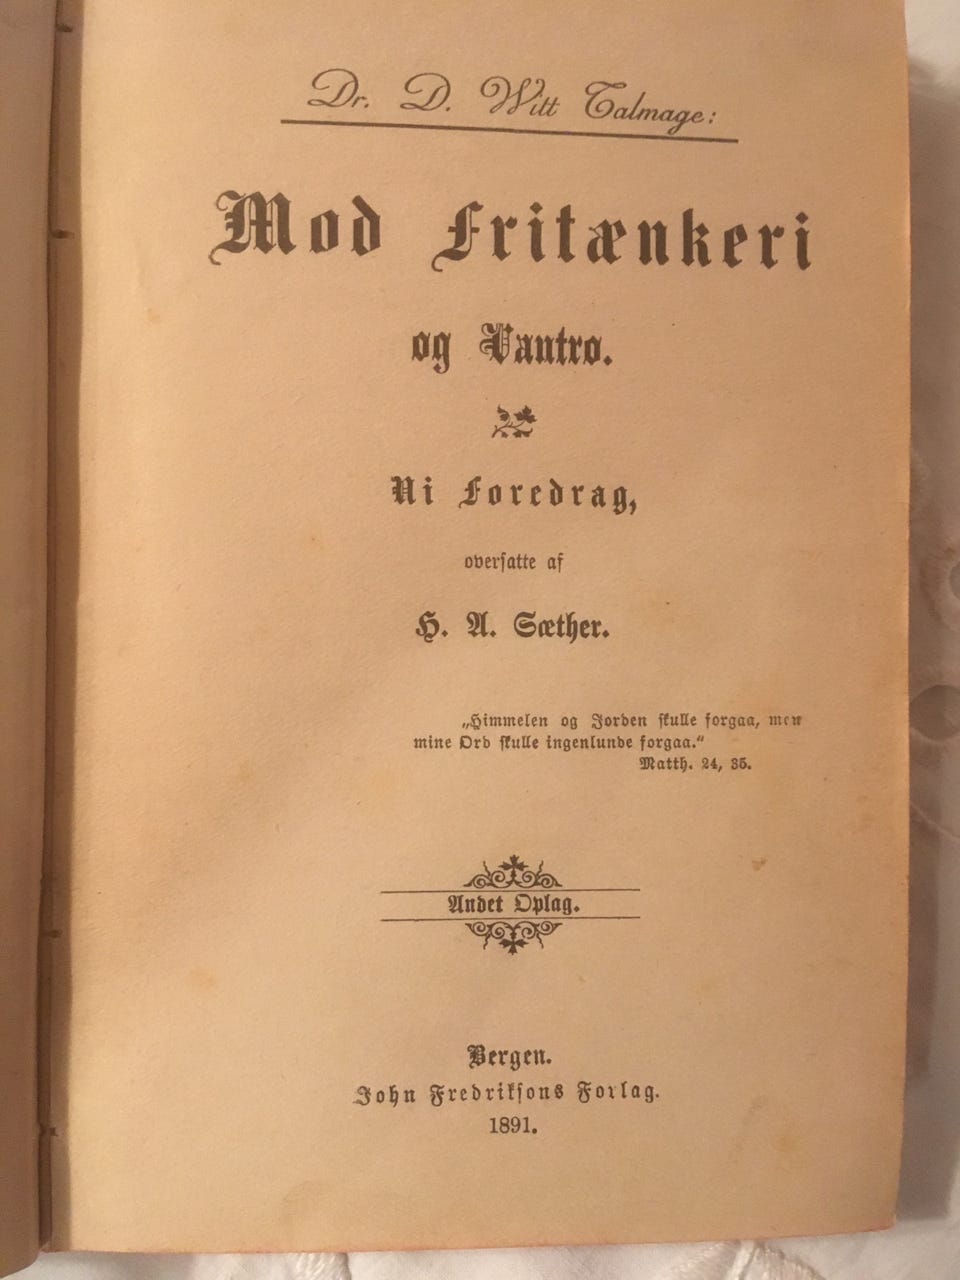 Dr. D. Witt Talmage:
Mod Fritænkeri
og Vantro.
Ni Foredrag,
oversatte af
H. A. Sæther.
„Himmelen og Jorden skulle forgaa, men
mine Ord skulle ingenlunde forgaa.“
Matth. 24, 35.
Andet Oplag.
Bergen.
John Fredriksons Forlag.
1891.